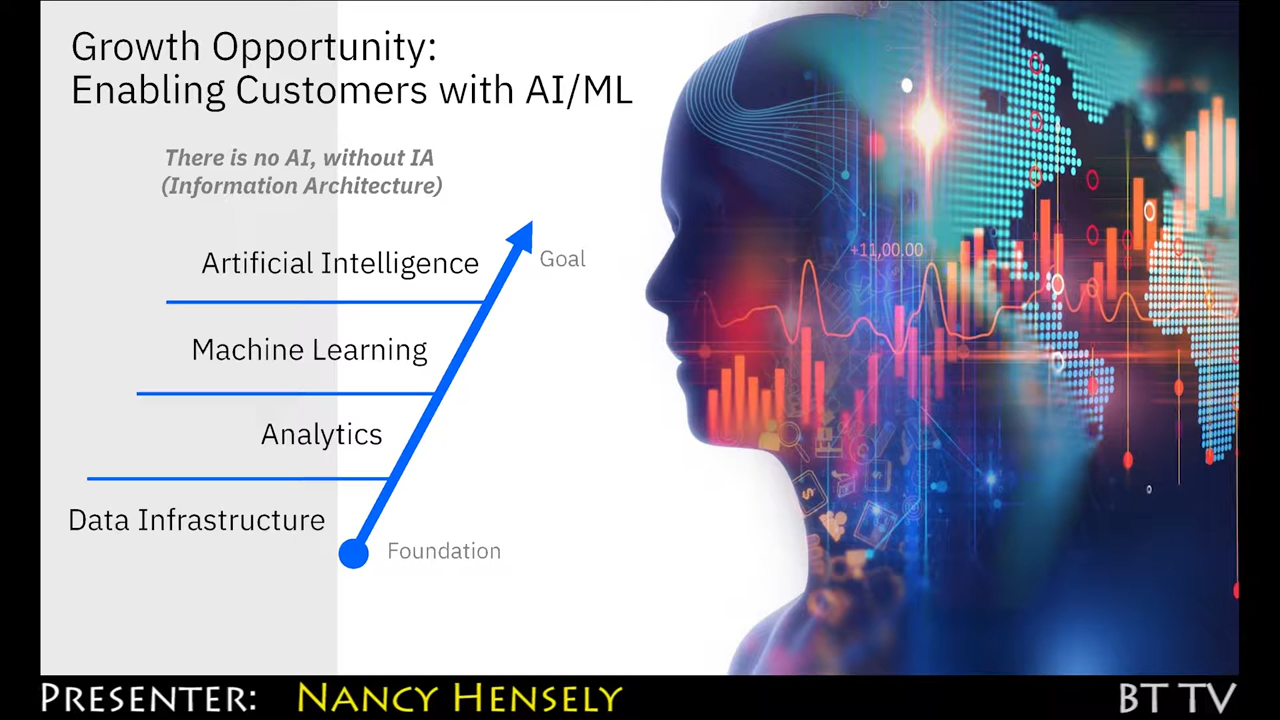 Growth Opportunity:
Enabling Customers with AI/ML
There is no AI, without IA
(Information Architecture)
Artificial Intelligence
Goal
Machine Learning
Analytics
Data Infrastructure
Foundation
+11,00.00
PRESENTER: NANCY HENSELY
BT TV